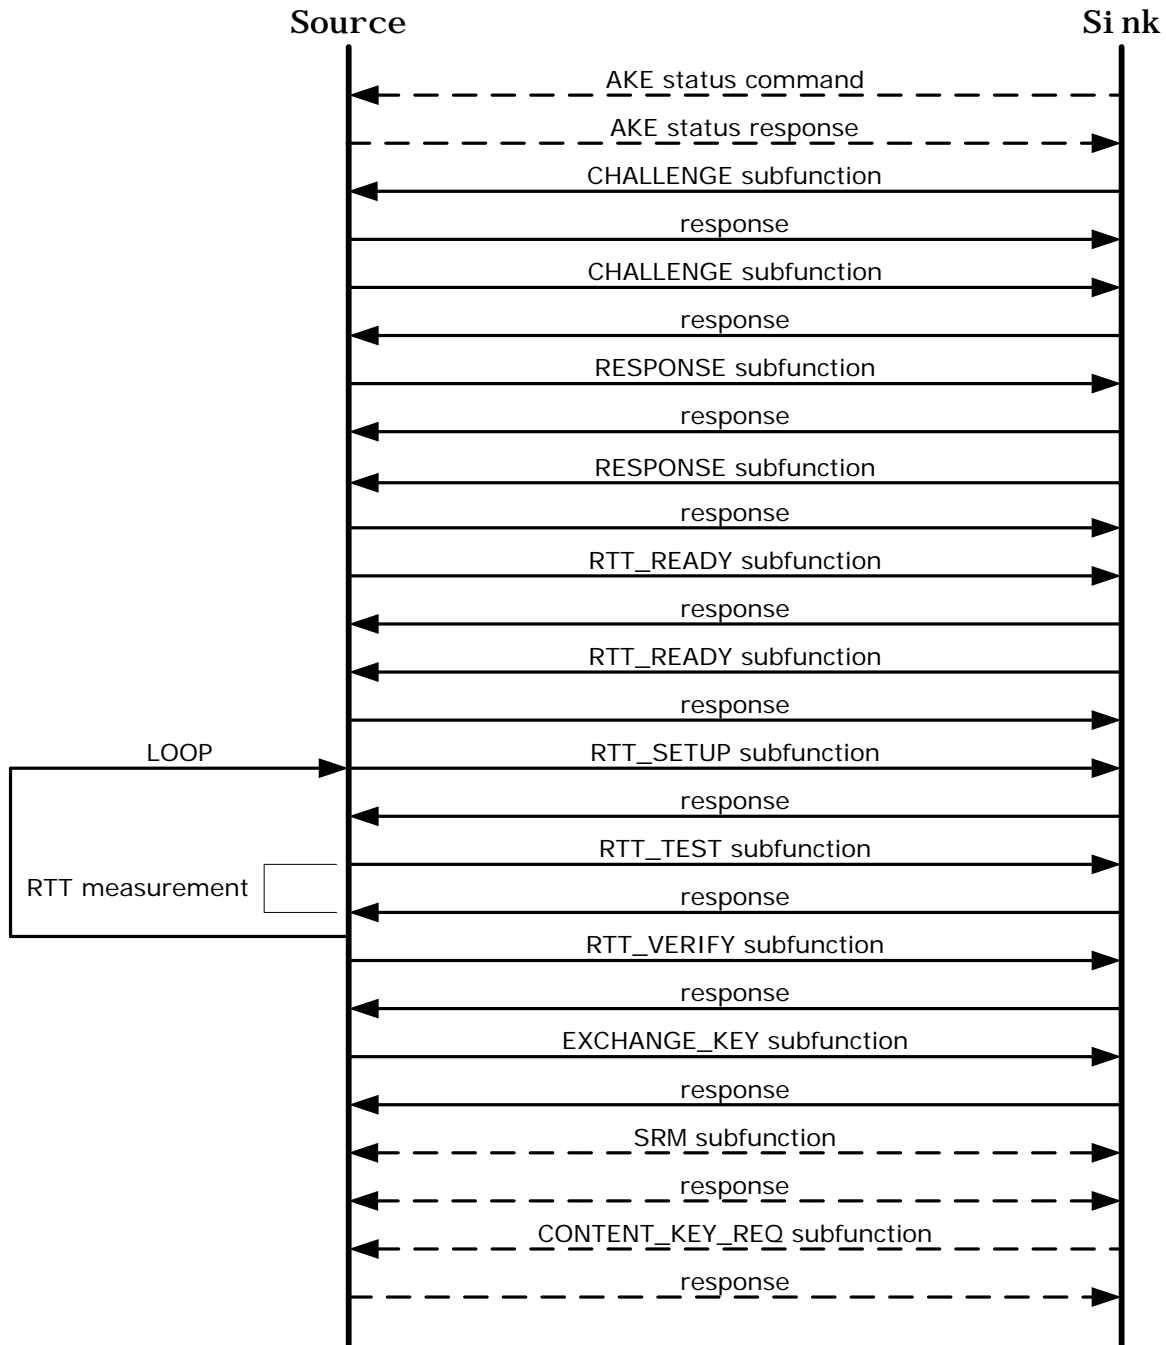 Source Sink
AKE status command
AKE status response
CHALLENGE subfunction
response
CHALLENGE subfunction
response
RESPONSE subfunction
response
RESPONSE subfunction
response
RTT_READY subfunction
response
RTT_READY subfunction
response
LOOP RTT_SETUP subfunction
response
RTT_TEST subfunction
RTT measurement
response
RTT_VERIFY subfunction
response
EXCHANGE_KEY subfunction
response
SRM subfunction
response
CONTENT_KEY_REQ subfunction
response